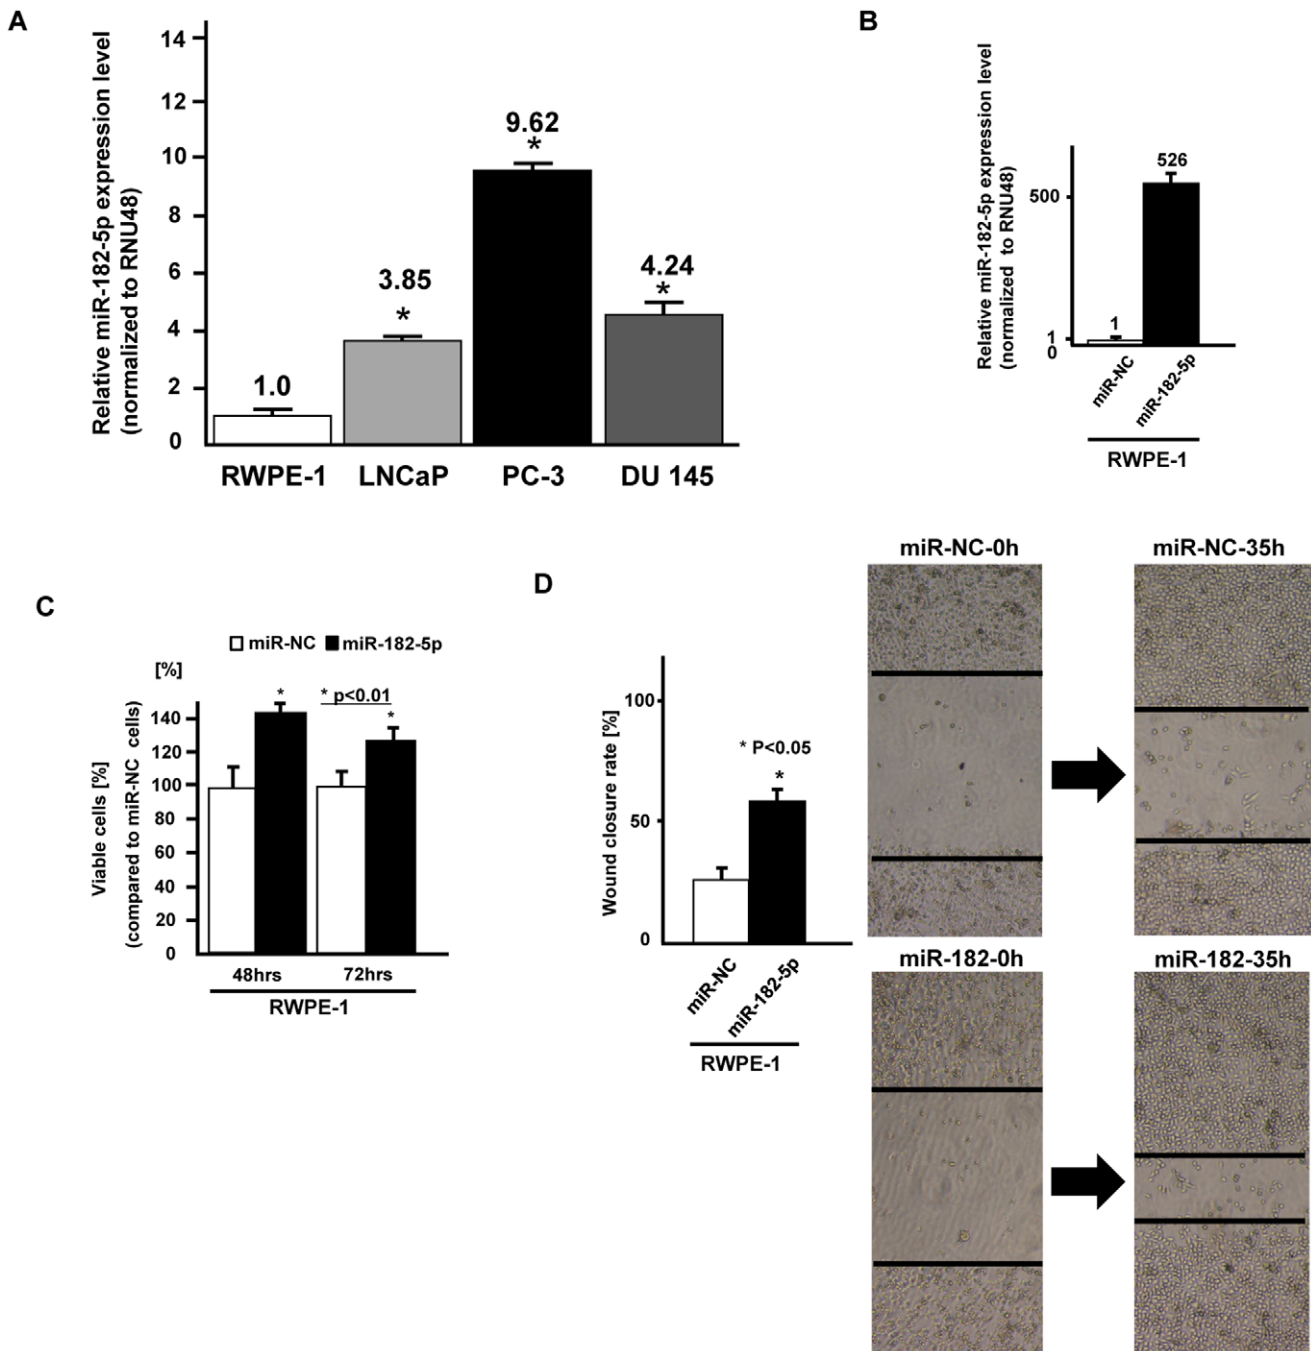 A
Relative miR-182-5p expression level
(normalized to RNU48)
14
12
10
8
6
4
2
0
1.0
3.85
*
9.62
*
4.24
*
RWPE-1 LNCaP PC-3 DU 145
B
Relative miR-182-5p expression level
(normalized to RNU48)
500
1
0
1
526
miR-NC
miR-182-5p
RWPE-1
C
miR-NC miR-182-5p
[%]
Viable cells [%]
(compared to miR-NC cells)
140
120
100
80
60
40
20
0
*
* p<0.01
*
48hrs 72hrs
RWPE-1
D
Wound closure rate [%]
100
50
0
* P<0.05
*
miR-NC
miR-182-5p
RWPE-1
miR-NC-0h
miR-NC-35h
miR-182-0h
miR-182-35h